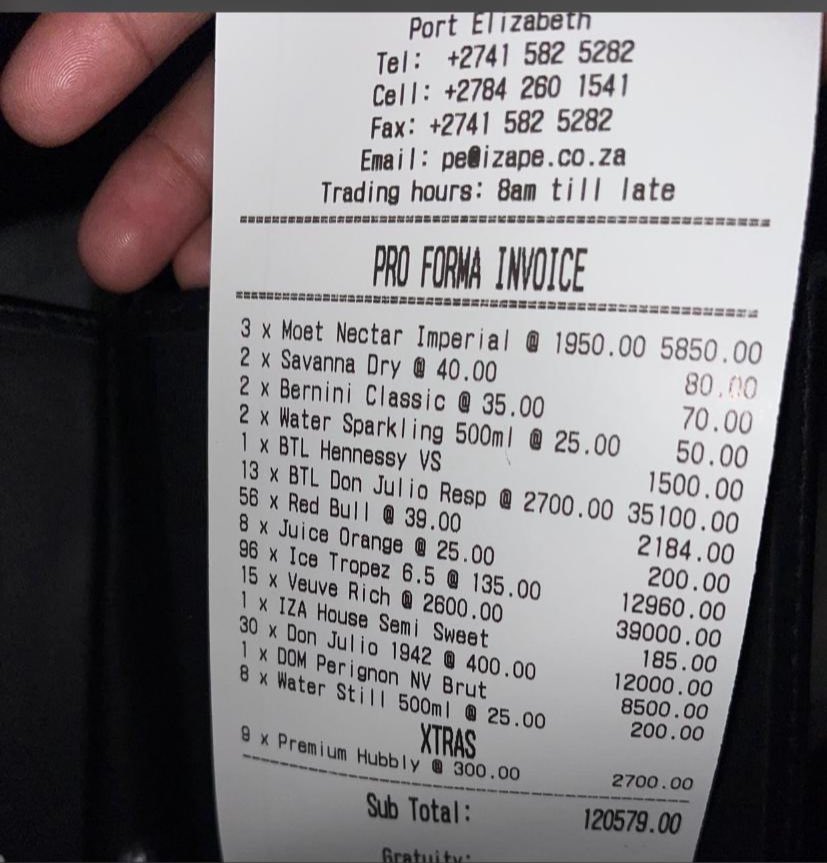 Port Elizabeth
Tel: +2741 582 5282
Cell: +2784 260 1541
Fax: +2741 582 5282
Email: pe@izape.co.za
Trading hours: 8am till late
PRO FORMA INVOICE
3 x Moet Nectar Imperial @ 1950.00 5850.00
2 x Savanna Dry @ 40.00 80.00
2 x Bernini Classic @ 35.00 70.00
2 x Water Sparkling 500ml @ 25.00 50.00
1 x BTL Hennessy VS 1500.00
13 x BTL Don Julio Resp @ 2700.00 35100.00
56 x Red Bull @ 39.00 2184.00
8 x Juice Orange @ 25.00 200.00
96 x Ice Tropez 6.5 @ 135.00 12960.00
15 x Veuve Rich @ 2600.00 39000.00
1 x IZA House Semi Sweet 185.00
30 x Don Julio 1942 @ 400.00 12000.00
1 x DOM Perignon NV Brut 8500.00
8 x Water Still 500ml @ 25.00 200.00
XTRAS
9 x Premium Hubbly @ 300.00 2700.00
Sub Total: 120579.00
Gratuity: